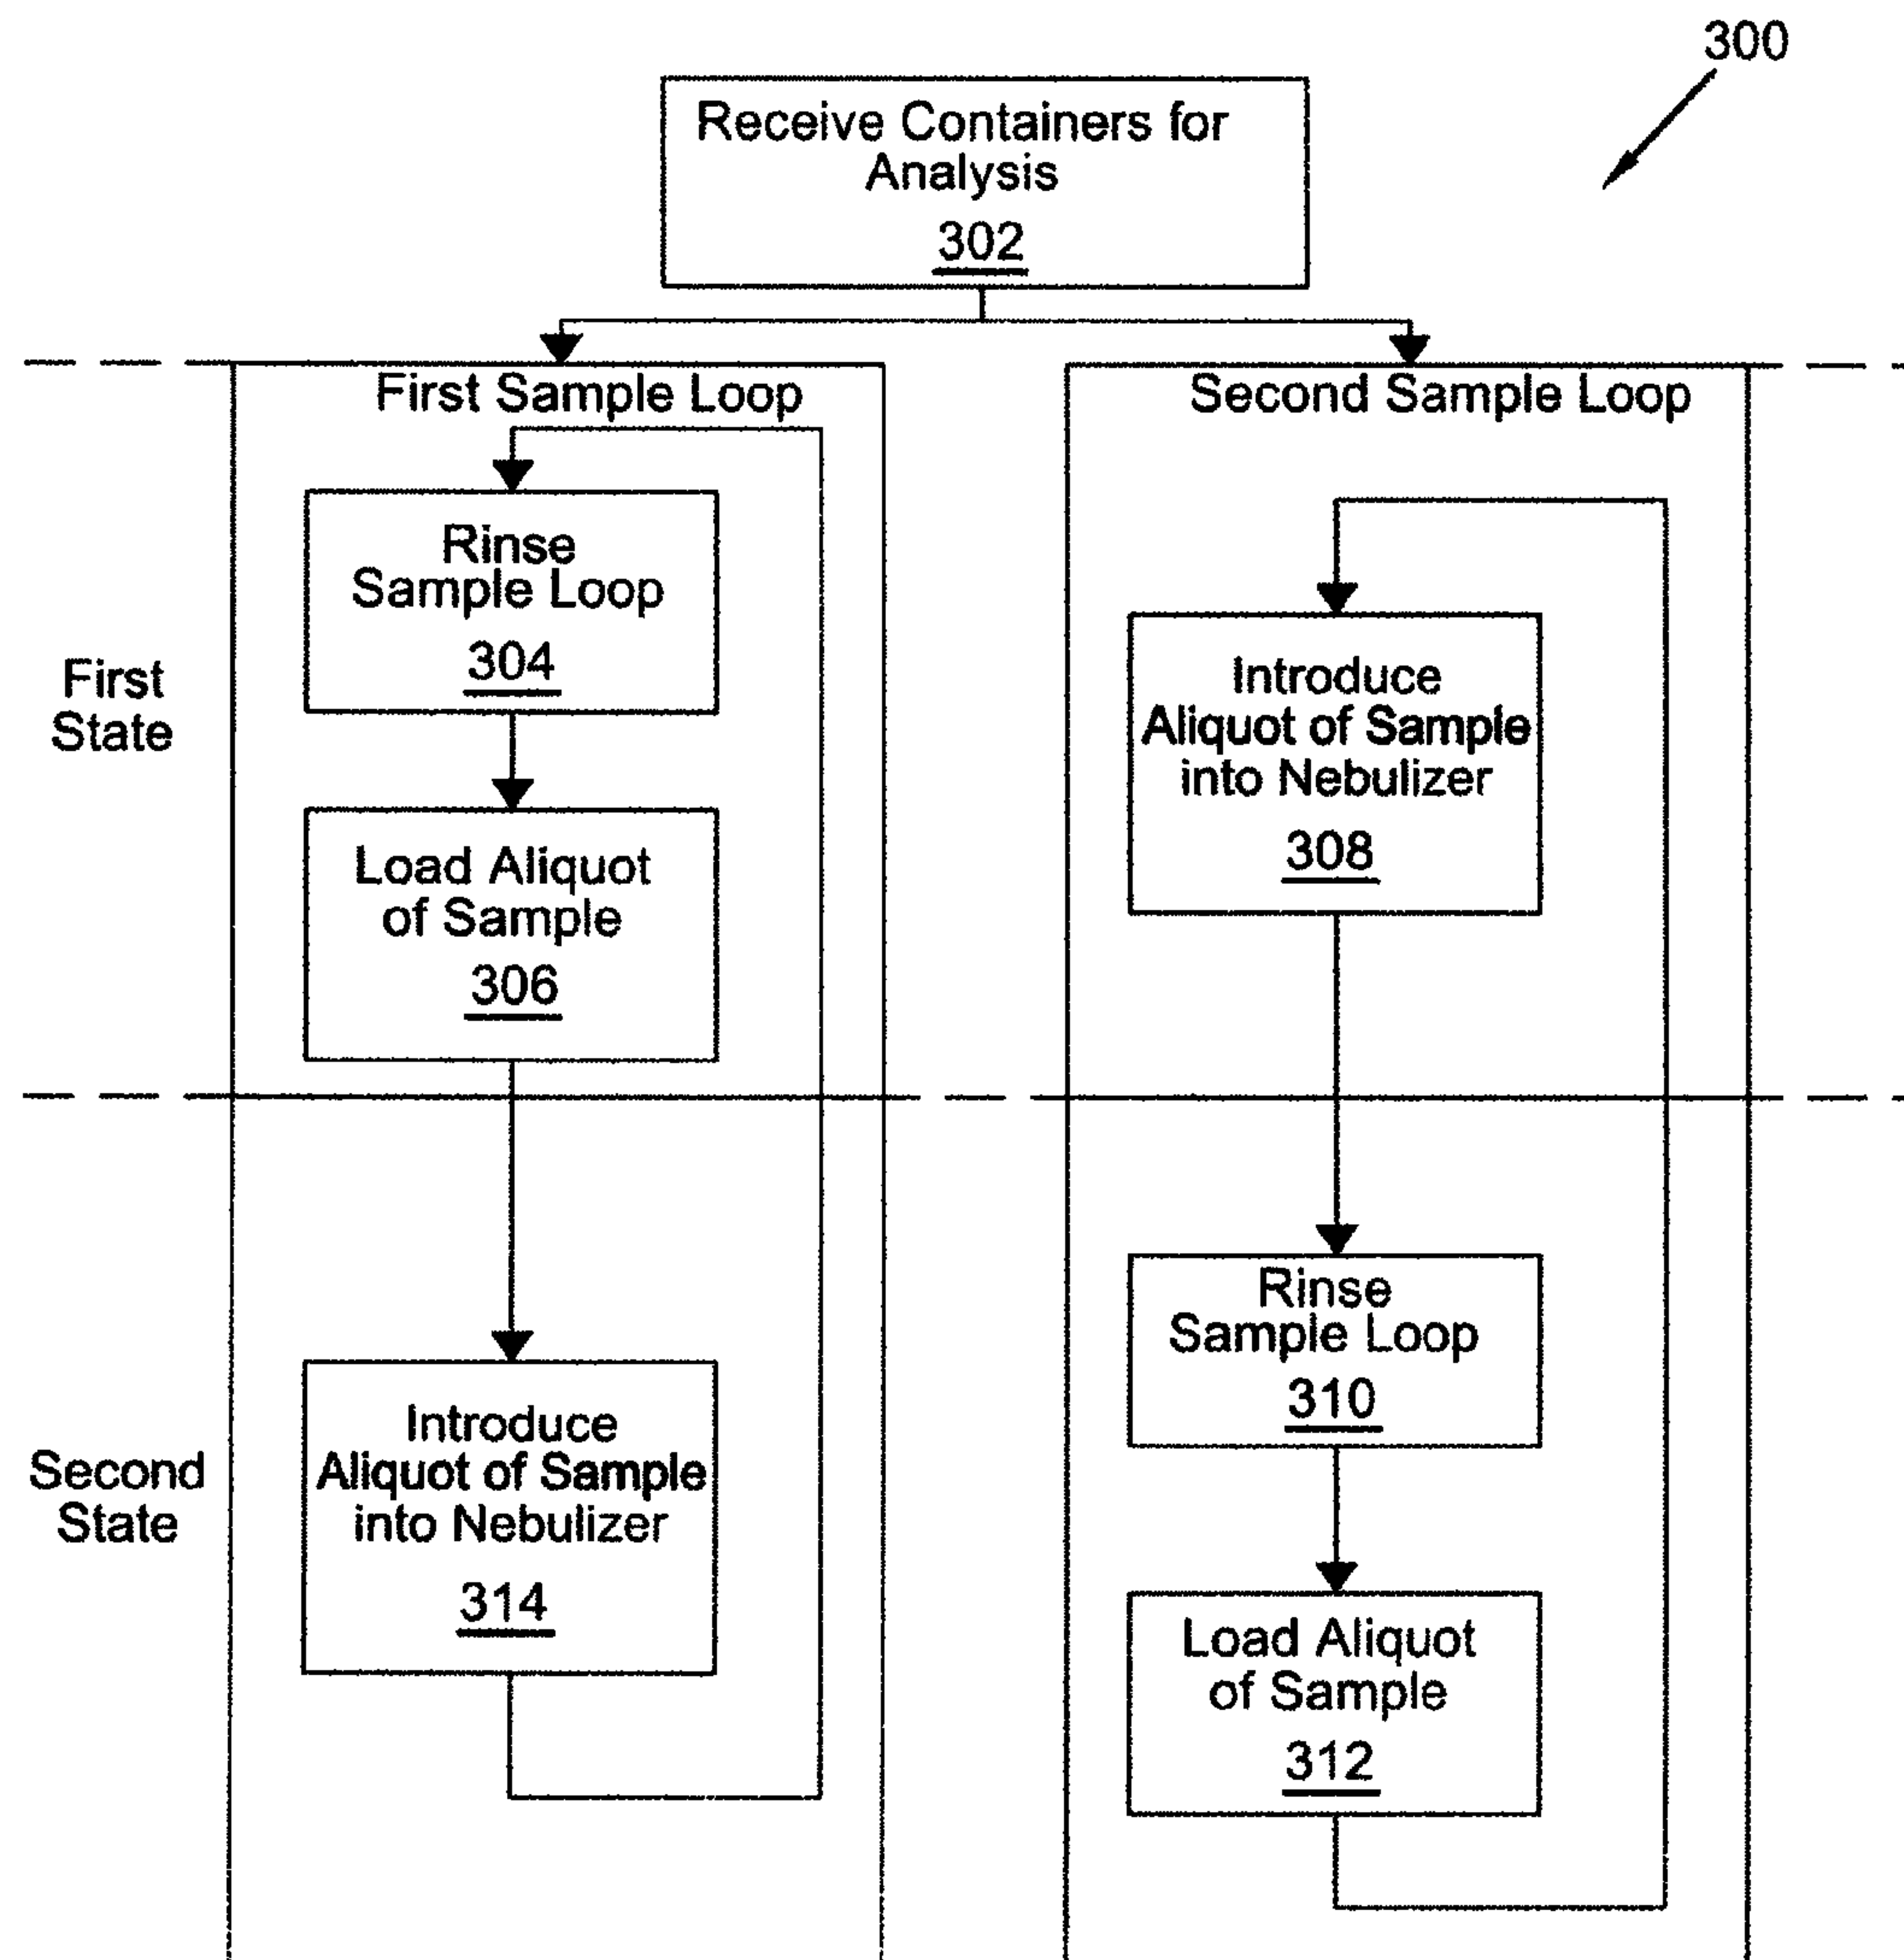 300
Receive Containers for
Analysis
302
First Sample Loop
Second Sample Loop
First
State
Rinse
Sample Loop
304
Load Aliquot
of Sample
306
Introduce
Aliquot of Sample
into Nebulizer
308
Second
State
Introduce
Aliquot of Sample
into Nebulizer
314
Rinse
Sample Loop
310
Load Aliquot
of Sample
312